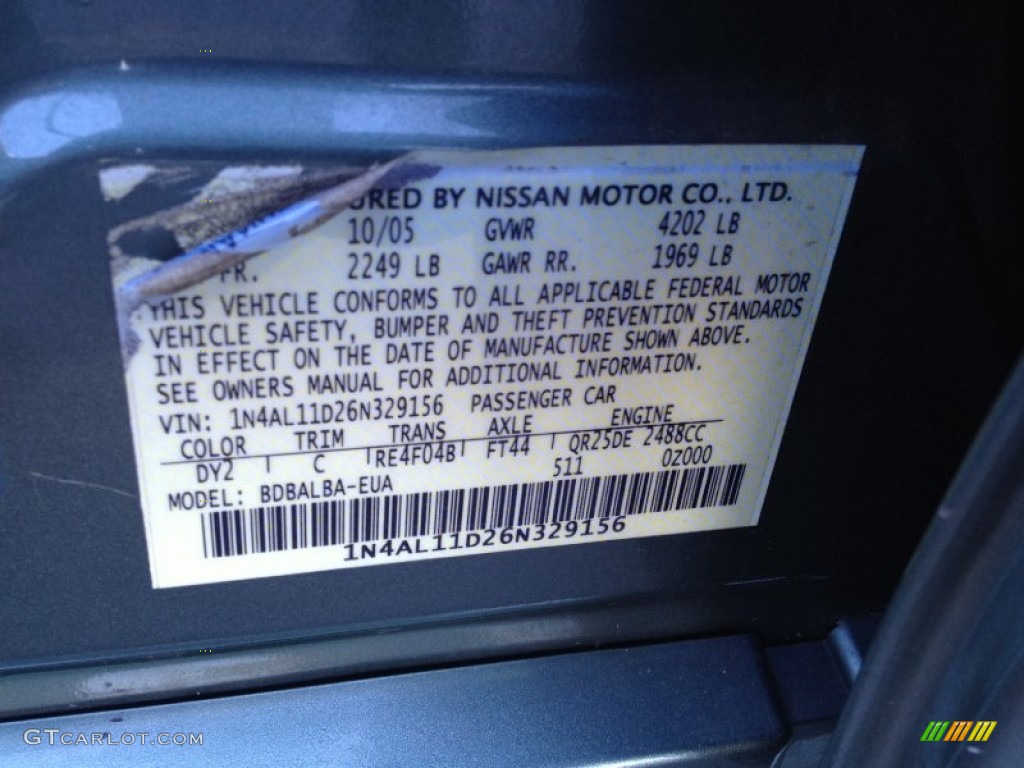 URED BY NISSAN MOTOR CO., LTD.
10/05 GVWR 4202 LB
FR. 2249 LB GAWR RR. 1969 LB
THIS VEHICLE CONFORMS TO ALL APPLICABLE FEDERAL MOTOR
VEHICLE SAFETY, BUMPER AND THEFT PREVENTION STANDARDS
IN EFFECT ON THE DATE OF MANUFACTURE SHOWN ABOVE.
SEE OWNERS MANUAL FOR ADDITIONAL INFORMATION.
VIN: 1N4AL11D26N329156 PASSENGER CAR
COLOR TRIM TRANS AXLE ENGINE
DY2 C RE4F04B FT44 QR25DE 2488CC
511 0Z000
MODEL: BDBALBA-EUA
1N4AL11D26N329156
GTCARLOT.COM